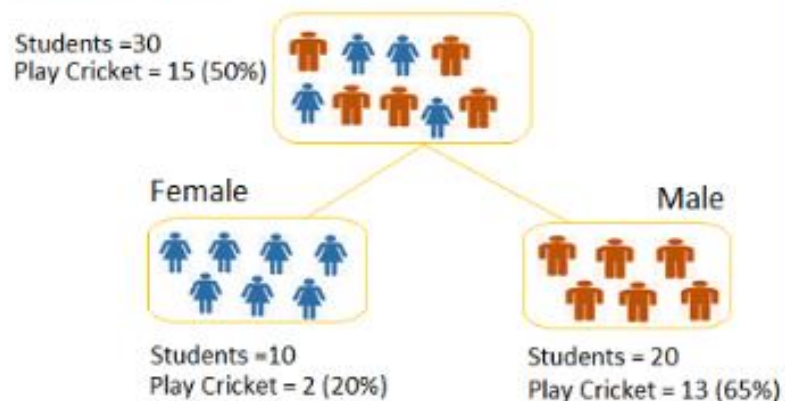 Students =30
Play Cricket = 15 (50%)
Female
Male
Students =10
Play Cricket = 2 (20%)
Students = 20
Play Cricket = 13 (65%)